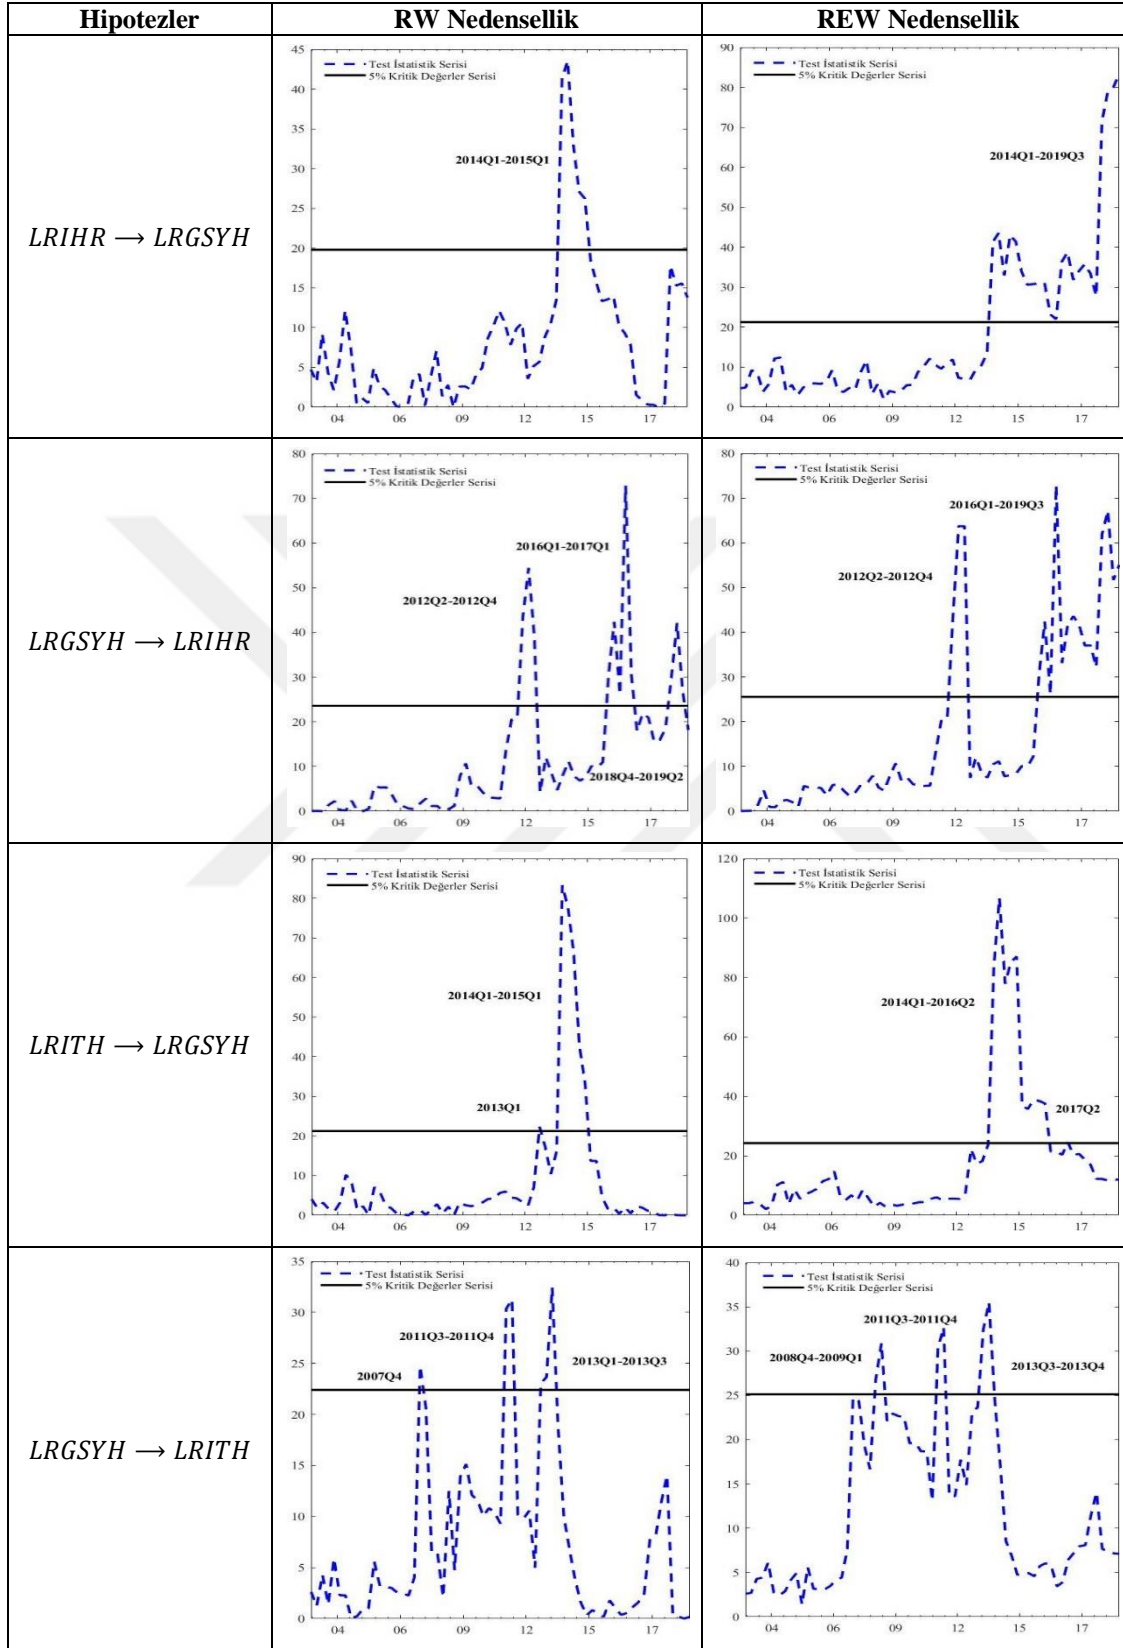 Hipotezler RW Nedensellik REW Nedensellik
LRIHR → LRGSYH
45
40
35
30
25
20
15
10
5
0
Test İstatistik Serisi
5% Kritik Değerler Serisi
2014Q1-2015Q1
04 06 09 12 15 17
90
80
70
60
50
40
30
20
10
0
Test İstatistik Serisi
5% Kritik Değerler Serisi
2014Q1-2019Q3
04 06 09 12 15 17
LRGSYH → LRIHR
80
70
60
50
40
30
20
10
0
Test İstatistik Serisi
5% Kritik Değerler Serisi
2016Q1-2017Q1
2012Q2-2012Q4
2018Q4-2019Q2
04 06 09 12 15 17
80
70
60
50
40
30
20
10
0
Test İstatistik Serisi
5% Kritik Değerler Serisi
2016Q1-2019Q3
2012Q2-2012Q4
04 06 09 12 15 17
LRITH → LRGSYH
90
80
70
60
50
40
30
20
10
0
Test İstatistik Serisi
5% Kritik Değerler Serisi
2014Q1-2015Q1
2013Q1
04 06 09 12 15 17
120
100
80
60
40
20
0
Test İstatistik Serisi
5% Kritik Değerler Serisi
2014Q1-2016Q2
2017Q2
04 06 09 12 15 17
LRGSYH → LRITH
35
30
25
20
15
10
5
0
Test İstatistik Serisi
5% Kritik Değerler Serisi
2011Q3-2011Q4
2013Q1-2013Q3
2007Q4
04 06 09 12 15 17
40
35
30
25
20
15
10
5
0
Test İstatistik Serisi
5% Kritik Değerler Serisi
2011Q3-2011Q4
2008Q4-2009Q1
2013Q3-2013Q4
04 06 09 12 15 17